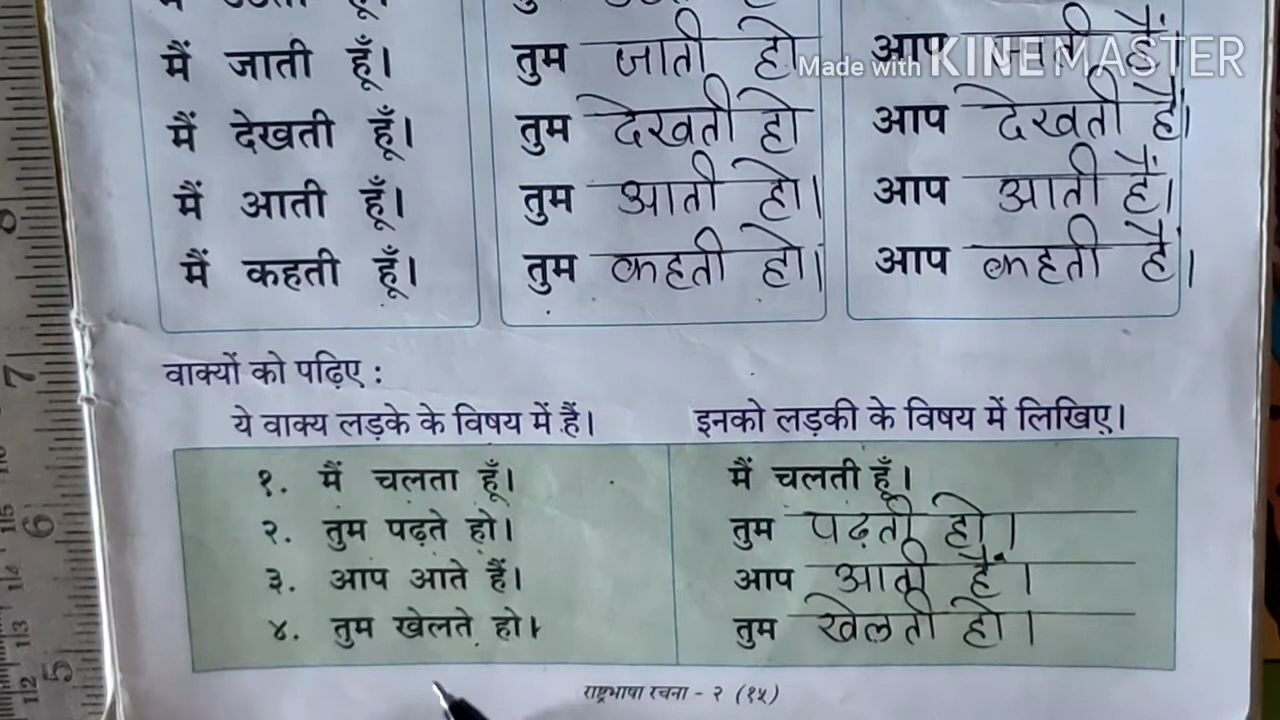 मैं जाती हूँ। तुम जाती हो आप जाती हैं
Made with KINEMASTER
मैं देखती हूँ। तुम देखती हो आप देखती हैं।
मैं आती हूँ। तुम आती हो। आप आती हैं।
मैं कहती हूँ। तुम कहती हो। आप कहती हैं।
वाक्यों को पढ़िए :
ये वाक्य लड़के के विषय में हैं। इनको लड़की के विषय में लिखिए।
१. मैं चलता हूँ। मैं चलती हूँ।
२. तुम पढ़ते हो। तुम पढ़ती हो।
३. आप आते हैं। आप आती हैं।
४. तुम खेलते हो। तुम खेलती हो।
राष्ट्रभाषा रचना - २ (१५)